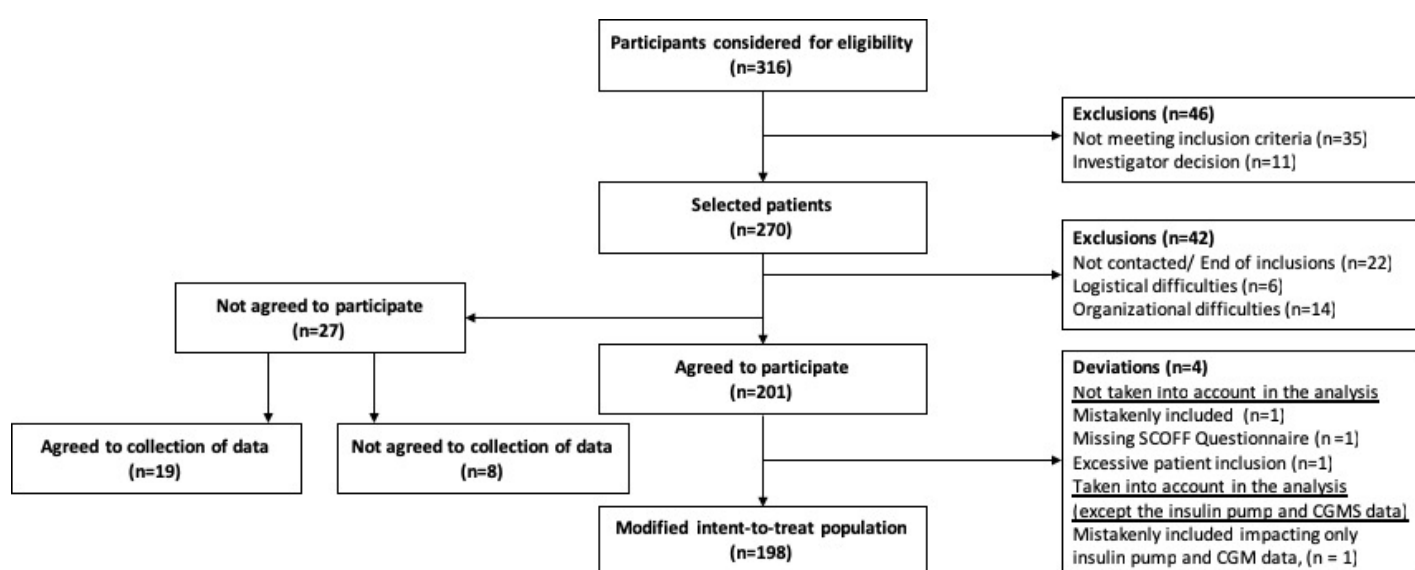 Participants considered for eligibility
(n=316)
Exclusions (n=46)
Not meeting inclusion criteria (n=35)
Investigator decision (n=11)
Selected patients
(n=270)
Exclusions (n=42)
Not contacted/ End of inclusions (n=22)
Logistical difficulties (n=6)
Organizational difficulties (n=14)
Not agreed to participate
(n=27)
Agreed to participate
(n=201)
Deviations (n=4)
Not taken into account in the analysis
Mistakenly included (n=1)
Missing SCOFF Questionnaire (n =1)
Excessive patient inclusion (n=1)
Taken into account in the analysis
(except the insulin pump and CGMS data)
Mistakenly included impacting only
insulin pump and CGM data, (n = 1)
Agreed to collection of data
(n=19)
Not agreed to collection of data
(n=8)
Modified intent-to-treat population
(n=198)